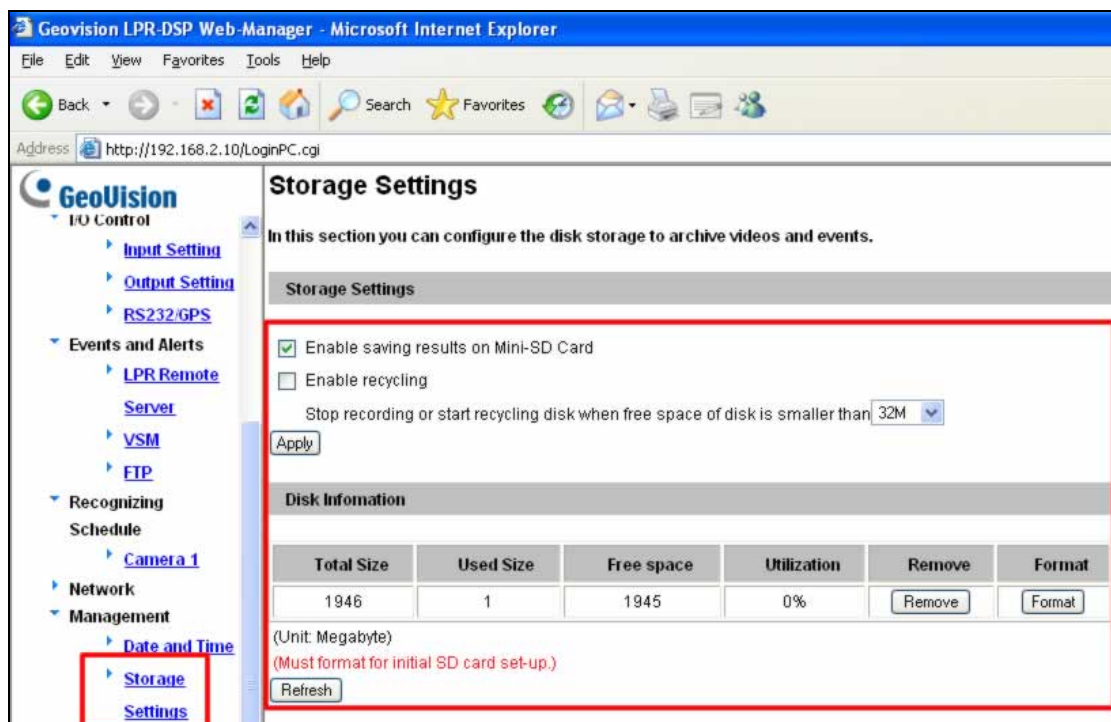 Geovision LPR-DSP Web-Manager - Microsoft Internet Explorer
File Edit View Favorites Tools Help
Back Search Favorites
Address http://192.168.2.10/LoginPC.cgi
GeoVision
I/O Control
Input Setting
Output Setting
RS232/GPS
Events and Alerts
LPR Remote
Server
VSM
FTP
Recognizing
Schedule
Camera 1
Network
Management
Date and Time
Storage
Settings
Storage Settings
In this section you can configure the disk storage to archive videos and events.
Storage Settings
Enable saving results on Mini-SD Card
Enable recycling
Stop recording or start recycling disk when free space of disk is smaller than 32M
Apply
Disk Infomation
Total Size Used Size Free space Utilization Remove Format
1946 1 1945 0% Remove Format
(Unit: Megabyte)
(Must format for initial SD card set-up.)
Refresh